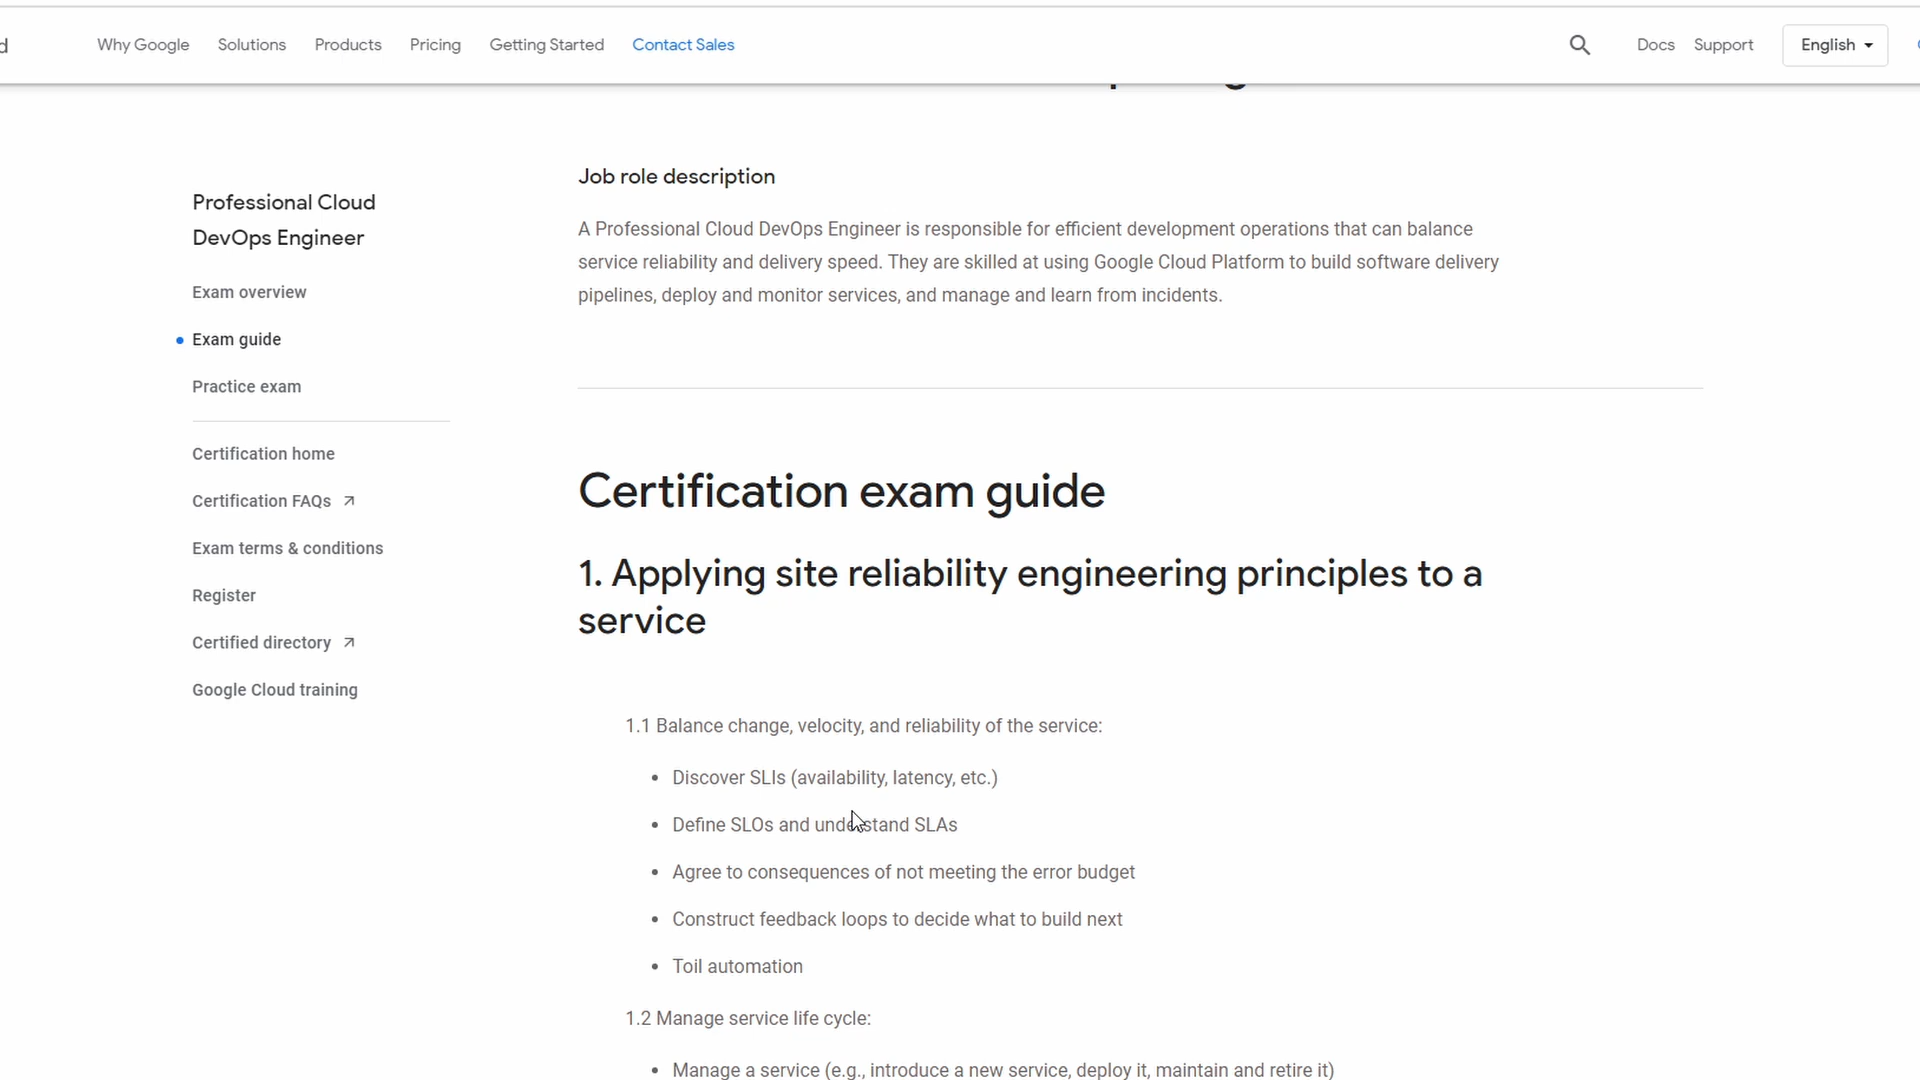 d
Why Google
Solutions
Products
Pricing
Getting Started
Contact Sales
Docs
Support
English
Professional Cloud
DevOps Engineer
Exam overview
Exam guide
Practice exam
Certification home
Certification FAQs
Exam terms & conditions
Register
Certified directory
Google Cloud training
Job role description
A Professional Cloud DevOps Engineer is responsible for efficient development operations that can balance
service reliability and delivery speed. They are skilled at using Google Cloud Platform to build software delivery
pipelines, deploy and monitor services, and manage and learn from incidents.
Certification exam guide
1. Applying site reliability engineering principles to a
service
1.1 Balance change, velocity, and reliability of the service:
• Discover SLIs (availability, latency, etc.)
• Define SLOs and understand SLAs
• Agree to consequences of not meeting the error budget
• Construct feedback loops to decide what to build next
• Toil automation
1.2 Manage service life cycle:
• Manage a service (e.g., introduce a new service, deploy it, maintain and retire it)